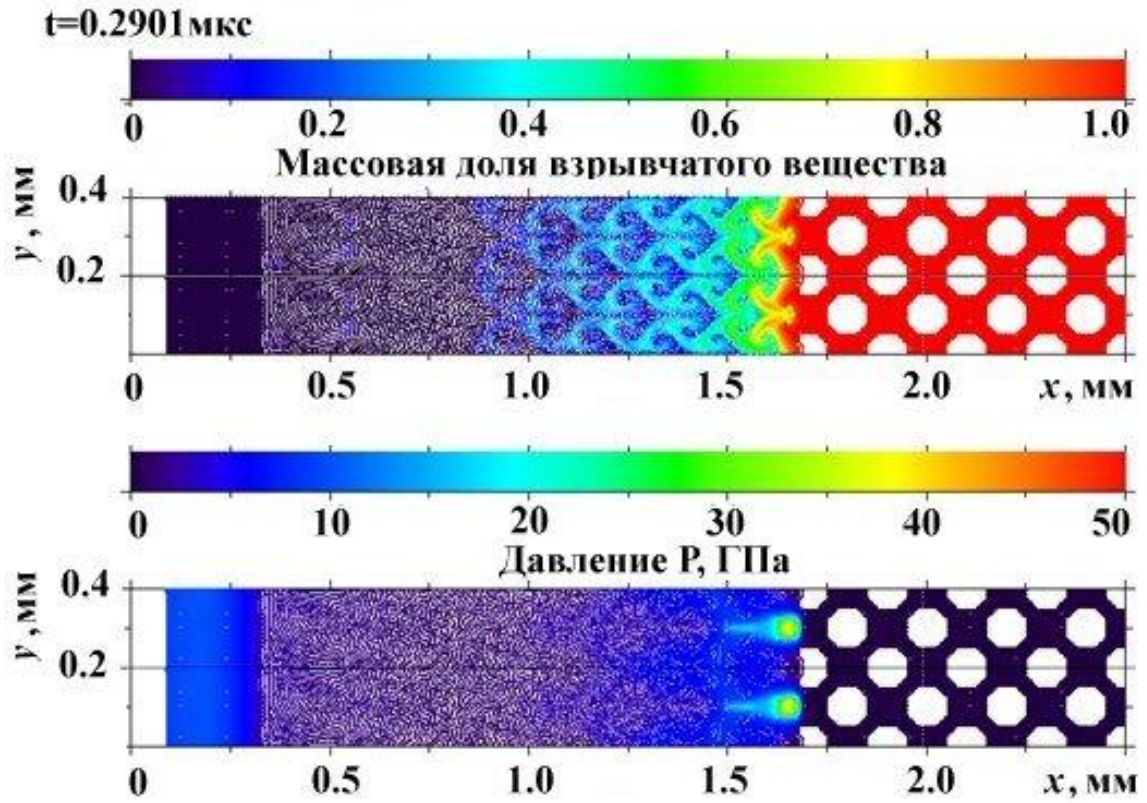 t=0.2901мкс
0 0.2 0.4 0.6 0.8 1.0
Массовая доля взрывчатого вещества
0.4
y, мм
0.2
0 0.5 1.0 1.5 2.0 x, мм
0 10 20 30 40 50
Давление P, ГПа
0.4
y, мм
0.2
0 0.5 1.0 1.5 2.0 x, мм